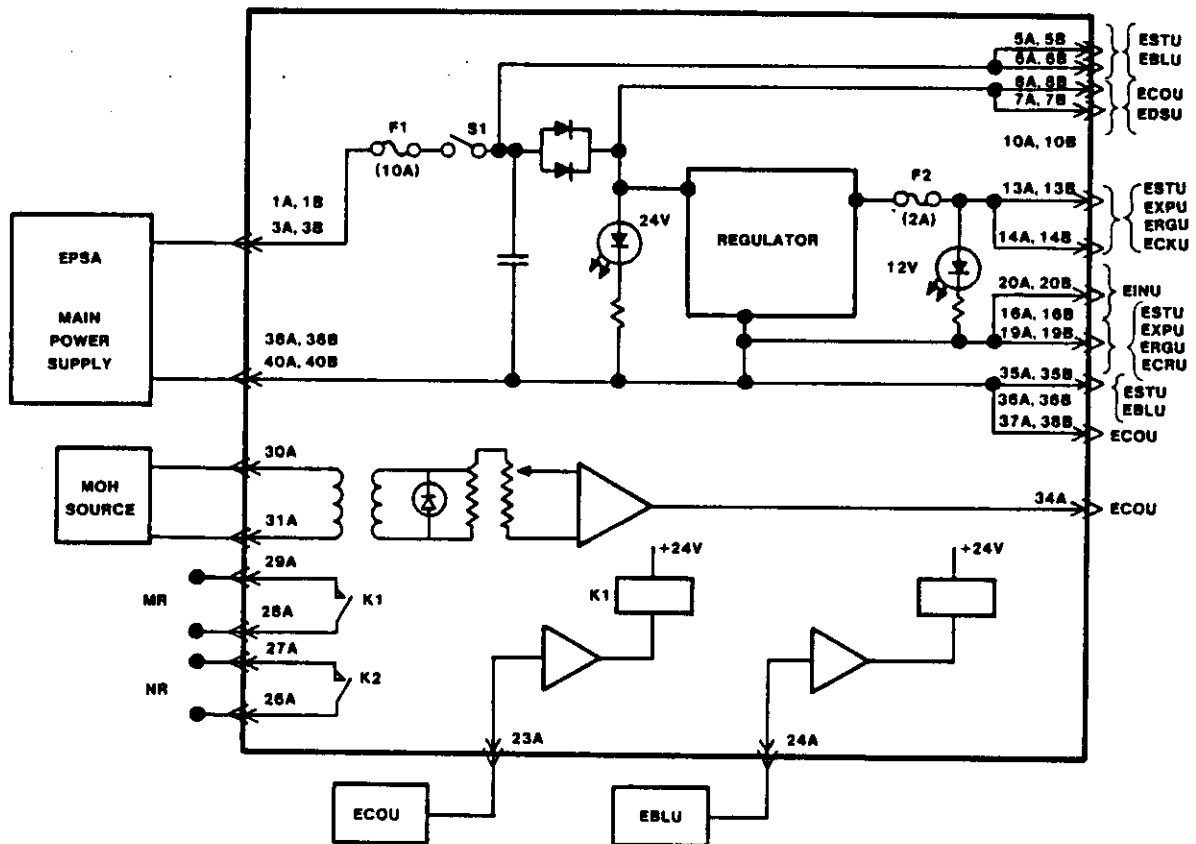 5A, 5B
6A, 6B
ESTU
EBLU
8A, 8B
7A, 7B
ECOU
EDSU
10A, 10B
F1
(10A)
S1
1A, 1B
3A, 3B
EPSA
MAIN
POWER
SUPPLY
24V
REGULATOR
F2
(2A)
12V
13A, 13B
14A, 14B
ESTU
EXPU
ERGU
ECKU
20A, 20B
EINU
16A, 16B
19A, 19B
ESTU
EXPU
ERGU
ECRU
38A, 38B
40A, 40B
35A, 35B
36A, 36B
37A, 38B
ESTU
EBLU
ECOU
MOH
SOURCE
30A
31A
34A
ECOU
MR
29A
28A
K1
NR
27A
26A
K2
+24V
K1
+24V
23A
24A
ECOU
EBLU